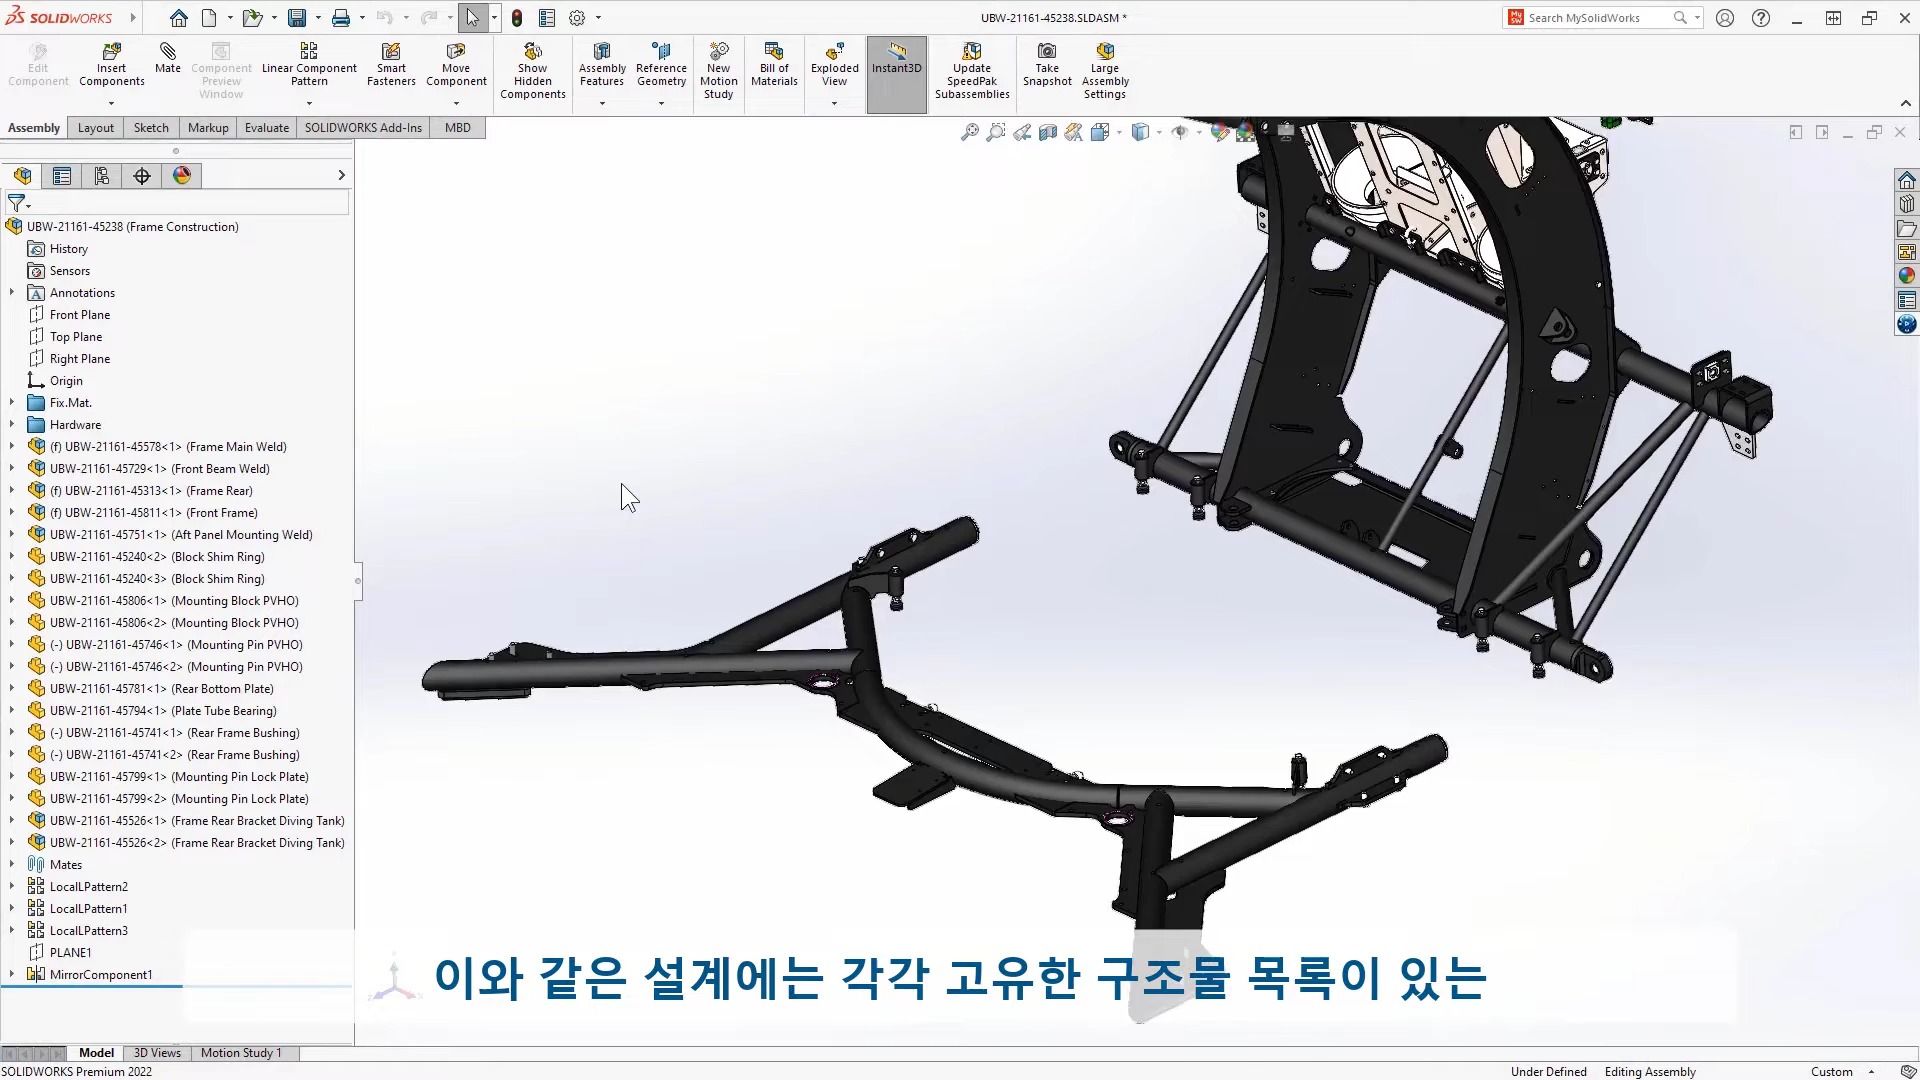 SOLIDWORKS
UBW-21161-45238.SLDASM *
Search MySolidWorks
Edit Component
Insert Components
Mate
Component Preview Window
Linear Component Pattern
Smart Fasteners
Move Component
Show Hidden Components
Assembly Features
Reference Geometry
New Motion Study
Bill of Materials
Exploded View
Instant3D
Update SpeedPak Subassemblies
Take Snapshot
Large Assembly Settings
Assembly
Layout
Sketch
Markup
Evaluate
SOLIDWORKS Add-Ins
MBD
UBW-21161-45238 (Frame Construction)
History
Sensors
Annotations
Front Plane
Top Plane
Right Plane
Origin
Fix.Mat.
Hardware
(f) UBW-21161-45578<1> (Frame Main Weld)
UBW-21161-45729<1> (Front Beam Weld)
(f) UBW-21161-45313<1> (Frame Rear)
(f) UBW-21161-45811<1> (Front Frame)
UBW-21161-45751<1> (Aft Panel Mounting Weld)
UBW-21161-45240<2> (Block Shim Ring)
UBW-21161-45240<3> (Block Shim Ring)
UBW-21161-45806<1> (Mounting Block PVHO)
UBW-21161-45806<2> (Mounting Block PVHO)
(-) UBW-21161-45746<1> (Mounting Pin PVHO)
(-) UBW-21161-45746<2> (Mounting Pin PVHO)
UBW-21161-45781<1> (Rear Bottom Plate)
UBW-21161-45794<1> (Plate Tube Bearing)
(-) UBW-21161-45741<1> (Rear Frame Bushing)
(-) UBW-21161-45741<2> (Rear Frame Bushing)
UBW-21161-45799<1> (Mounting Pin Lock Plate)
UBW-21161-45799<2> (Mounting Pin Lock Plate)
UBW-21161-45526<1> (Frame Rear Bracket Diving Tank)
UBW-21161-45526<2> (Frame Rear Bracket Diving Tank)
Mates
LocalLPattern2
LocalLPattern1
LocalLPattern3
PLANE1
MirrorComponent1
이와 같은 설계에는 각각 고유한 구조물 목록이 있는
Model
3D Views
Motion Study 1
SOLIDWORKS Premium 2022
Under Defined
Editing Assembly
Custom